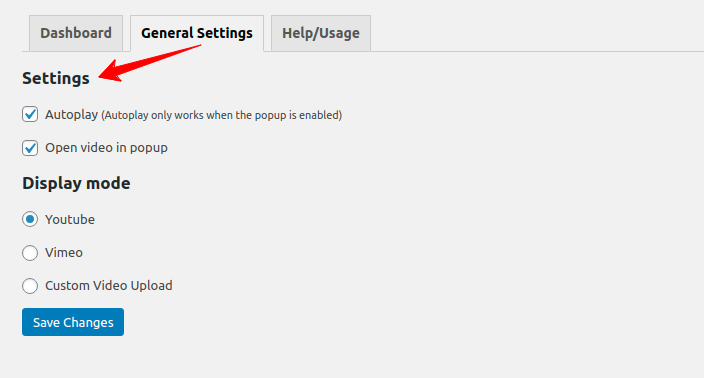 Dashboard General Settings Help/Usage
Settings
Autoplay (Autoplay only works when the popup is enabled)
Open video in popup
Display mode
Youtube
Vimeo
Custom Video Upload
Save Changes